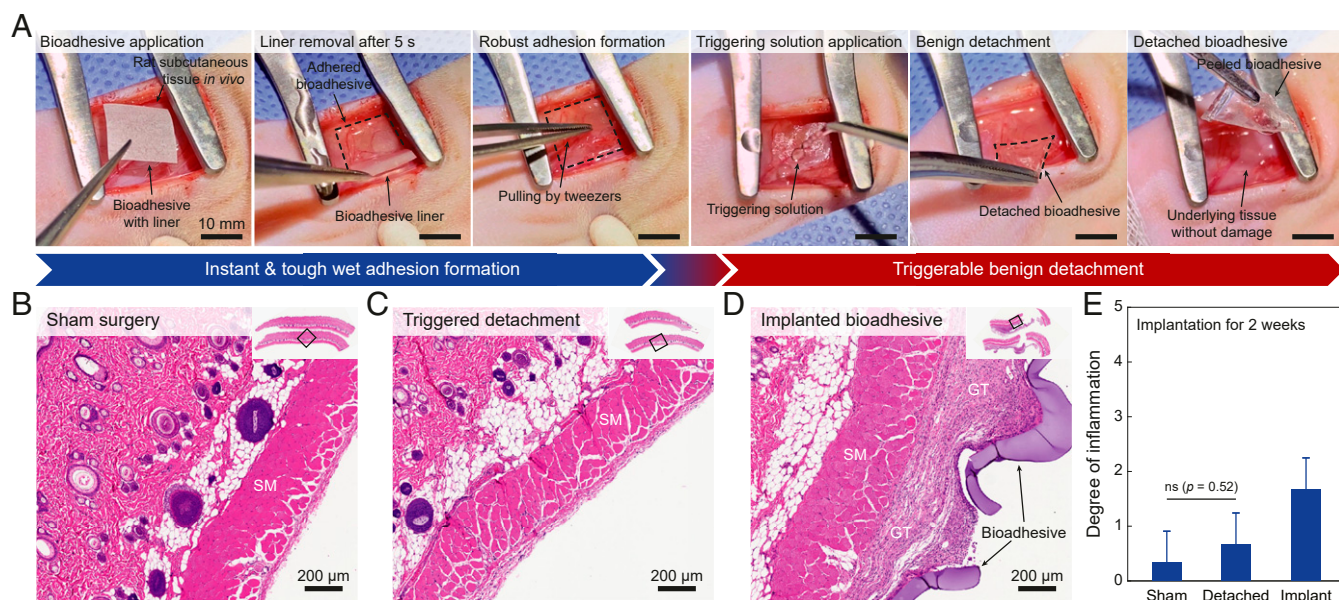 A
Bioadhesive application
Rat subcutaneous
tissue in vivo
Bioadhesive
with liner
10 mm
Liner removal after 5 s
Adhered
bioadhesive
Bioadhesive liner
Robust adhesion formation
Pulling by tweezers
Triggering solution application
Triggering solution
Benign detachment
Detached bioadhesive
Detached bioadhesive
Peeled bioadhesive
Underlying tissue
without damage
Instant & tough wet adhesion formation
Triggerable benign detachment
B
Sham surgery
SM
200 µm
C
Triggered detachment
SM
200 µm
D
Implanted bioadhesive
GT
SM
GT
Bioadhesive
200 µm
E
Implantation for 2 weeks
Degree of inflammation
5
4
3
2
1
0
ns (p = 0.52)
Sham
Detached
Implant